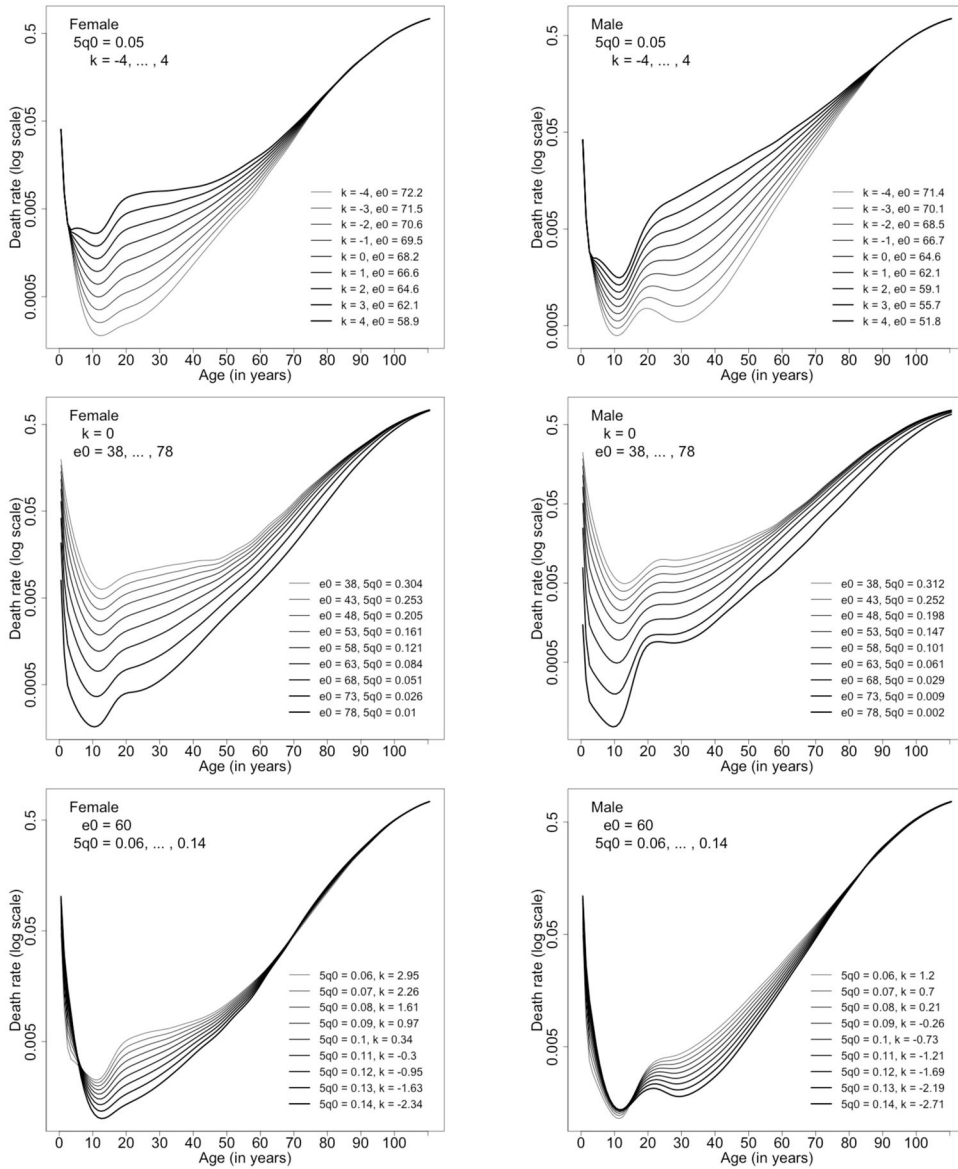 Female
5q0 = 0.05
k = -4, ... , 4
Death rate (log scale)
0.5
0.05
0.005
0.0005
k = -4, e0 = 72.2
k = -3, e0 = 71.5
k = -2, e0 = 70.6
k = -1, e0 = 69.5
k = 0, e0 = 68.2
k = 1, e0 = 66.6
k = 2, e0 = 64.6
k = 3, e0 = 62.1
k = 4, e0 = 58.9
0 10 20 30 40 50 60 70 80 90 100
Age (in years)
Male
5q0 = 0.05
k = -4, ... , 4
Death rate (log scale)
0.5
0.05
0.005
0.0005
k = -4, e0 = 71.4
k = -3, e0 = 70.1
k = -2, e0 = 68.5
k = -1, e0 = 66.7
k = 0, e0 = 64.6
k = 1, e0 = 62.1
k = 2, e0 = 59.1
k = 3, e0 = 55.7
k = 4, e0 = 51.8
0 10 20 30 40 50 60 70 80 90 100
Age (in years)
Female
k = 0
e0 = 38, ... , 78
Death rate (log scale)
0.5
0.05
0.005
0.0005
e0 = 38, 5q0 = 0.304
e0 = 43, 5q0 = 0.253
e0 = 48, 5q0 = 0.205
e0 = 53, 5q0 = 0.161
e0 = 58, 5q0 = 0.121
e0 = 63, 5q0 = 0.084
e0 = 68, 5q0 = 0.051
e0 = 73, 5q0 = 0.026
e0 = 78, 5q0 = 0.01
0 10 20 30 40 50 60 70 80 90 100
Age (in years)
Male
k = 0
e0 = 38, ... , 78
Death rate (log scale)
0.5
0.05
0.005
0.0005
e0 = 38, 5q0 = 0.312
e0 = 43, 5q0 = 0.252
e0 = 48, 5q0 = 0.198
e0 = 53, 5q0 = 0.147
e0 = 58, 5q0 = 0.101
e0 = 63, 5q0 = 0.061
e0 = 68, 5q0 = 0.029
e0 = 73, 5q0 = 0.009
e0 = 78, 5q0 = 0.002
0 10 20 30 40 50 60 70 80 90 100
Age (in years)
Female
e0 = 60
5q0 = 0.06, ... , 0.14
Death rate (log scale)
0.5
0.05
0.005
5q0 = 0.06, k = 2.95
5q0 = 0.07, k = 2.26
5q0 = 0.08, k = 1.61
5q0 = 0.09, k = 0.97
5q0 = 0.1, k = 0.34
5q0 = 0.11, k = -0.3
5q0 = 0.12, k = -0.95
5q0 = 0.13, k = -1.63
5q0 = 0.14, k = -2.34
0 10 20 30 40 50 60 70 80 90 100
Age (in years)
Male
e0 = 60
5q0 = 0.06, ... , 0.14
Death rate (log scale)
0.5
0.05
0.005
5q0 = 0.06, k = 1.2
5q0 = 0.07, k = 0.7
5q0 = 0.08, k = 0.21
5q0 = 0.09, k = -0.26
5q0 = 0.1, k = -0.73
5q0 = 0.11, k = -1.21
5q0 = 0.12, k = -1.69
5q0 = 0.13, k = -2.19
5q0 = 0.14, k = -2.71
0 10 20 30 40 50 60 70 80 90 100
Age (in years)